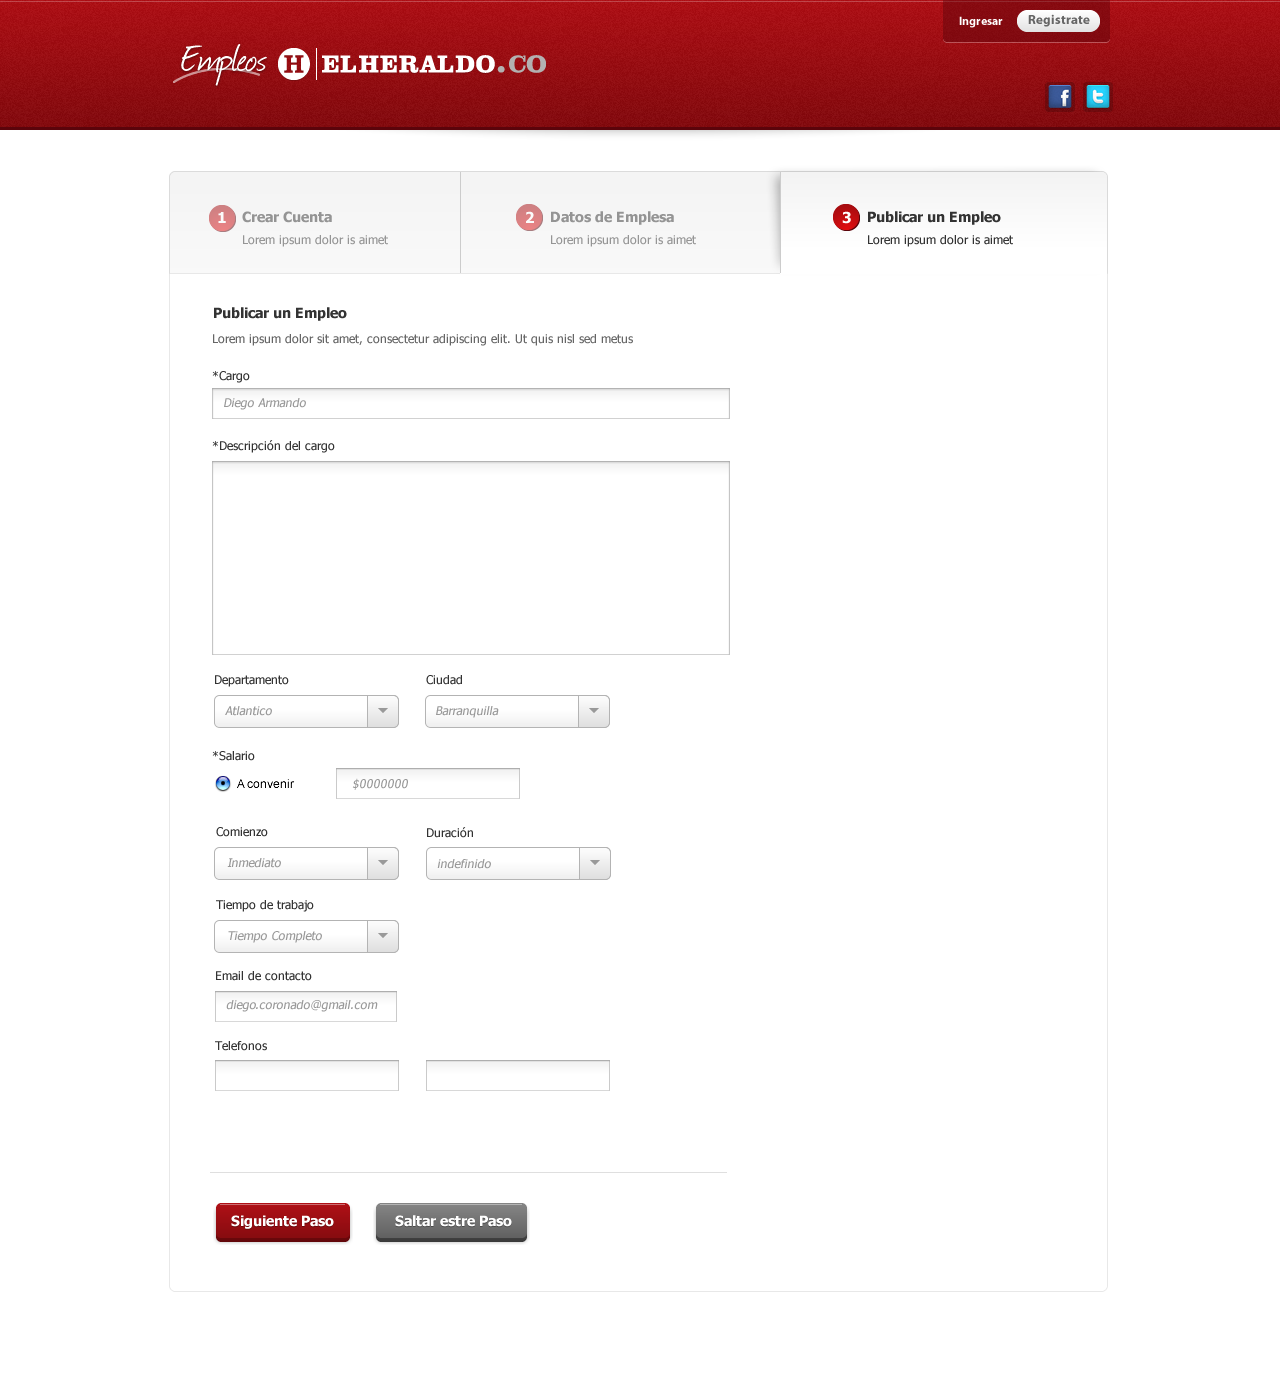 Ingresar
Registrate
Empleos H ELHERALDO.CO
f t
1 Crear Cuenta
Lorem ipsum dolor is aimet
2 Datos de Emplesa
Lorem ipsum dolor is aimet
3 Publicar un Empleo
Lorem ipsum dolor is aimet
Publicar un Empleo
Lorem ipsum dolor sit amet, consectetur adipiscing elit. Ut quis nisl sed metus
*Cargo
Diego Armando
*Descripción del cargo
Departamento
Ciudad
Atlantico
Barranquilla
*Salario
A convenir
$0000000
Comienzo
Duración
Inmediato
indefinido
Tiempo de trabajo
Tiempo Completo
Email de contacto
diego.coronado@gmail.com
Telefonos
Siguiente Paso
Saltar estre Paso